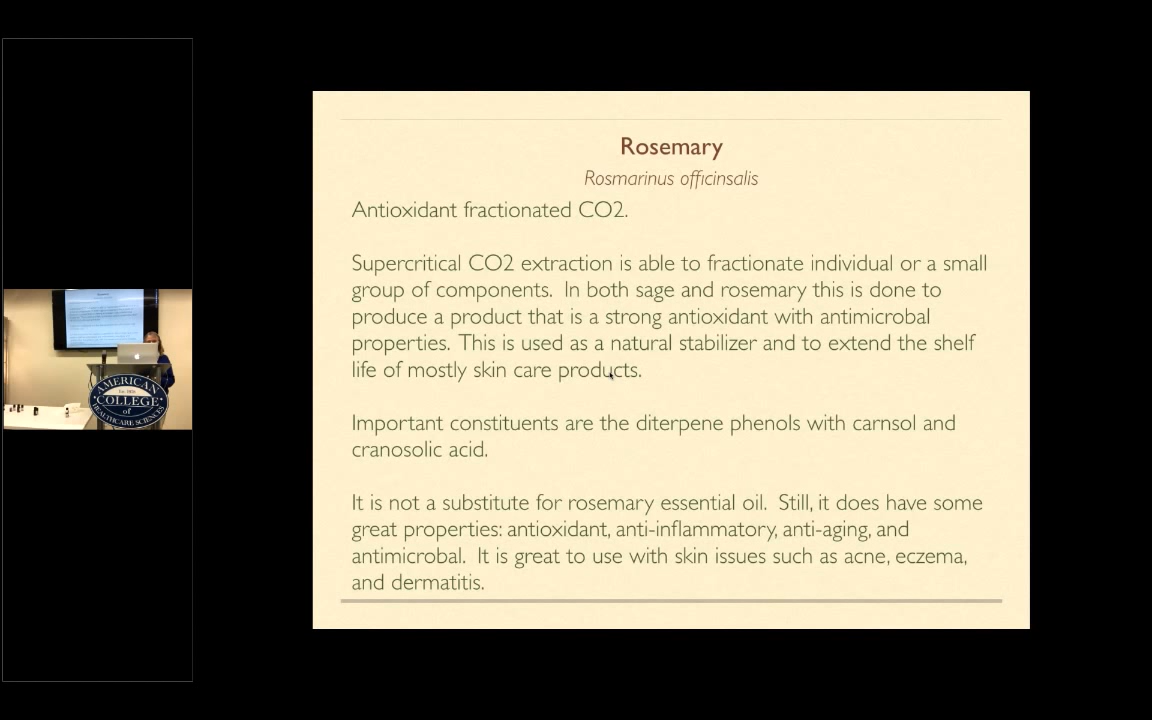 Rosemary
Rosmarinus officinsalis
Antioxidant fractionated CO2.
Supercritical CO2 extraction is able to fractionate individual or a small
group of components.  In both sage and rosemary this is done to
produce a product that is a strong antioxidant with antimicrobal
properties.  This is used as a natural stabilizer and to extend the shelf
life of mostly skin care products.
Important constituents are the diterpene phenols with carnsol and
cranosolic acid.
It is not a substitute for rosemary essential oil.  Still, it does have some
great properties: antioxidant, anti-inflammatory, anti-aging, and
antimicrobal.  It is great to use with skin issues such as acne, eczema,
and dermatitis.
AMERICAN
COLLEGE
of
HEALTHCARE SCIENCES